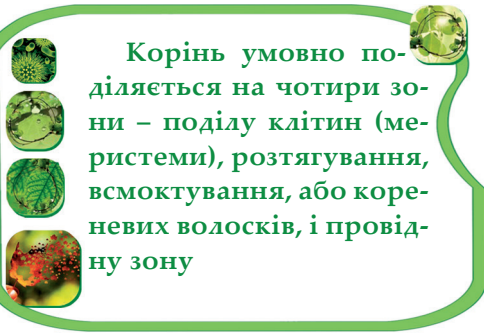 Корінь умовно по-
діляється на чотири зо-
ни – поділу клітин (ме-
ристеми), розтягування,
всмоктування, або коре-
невих волосків, і провід-
ну зону